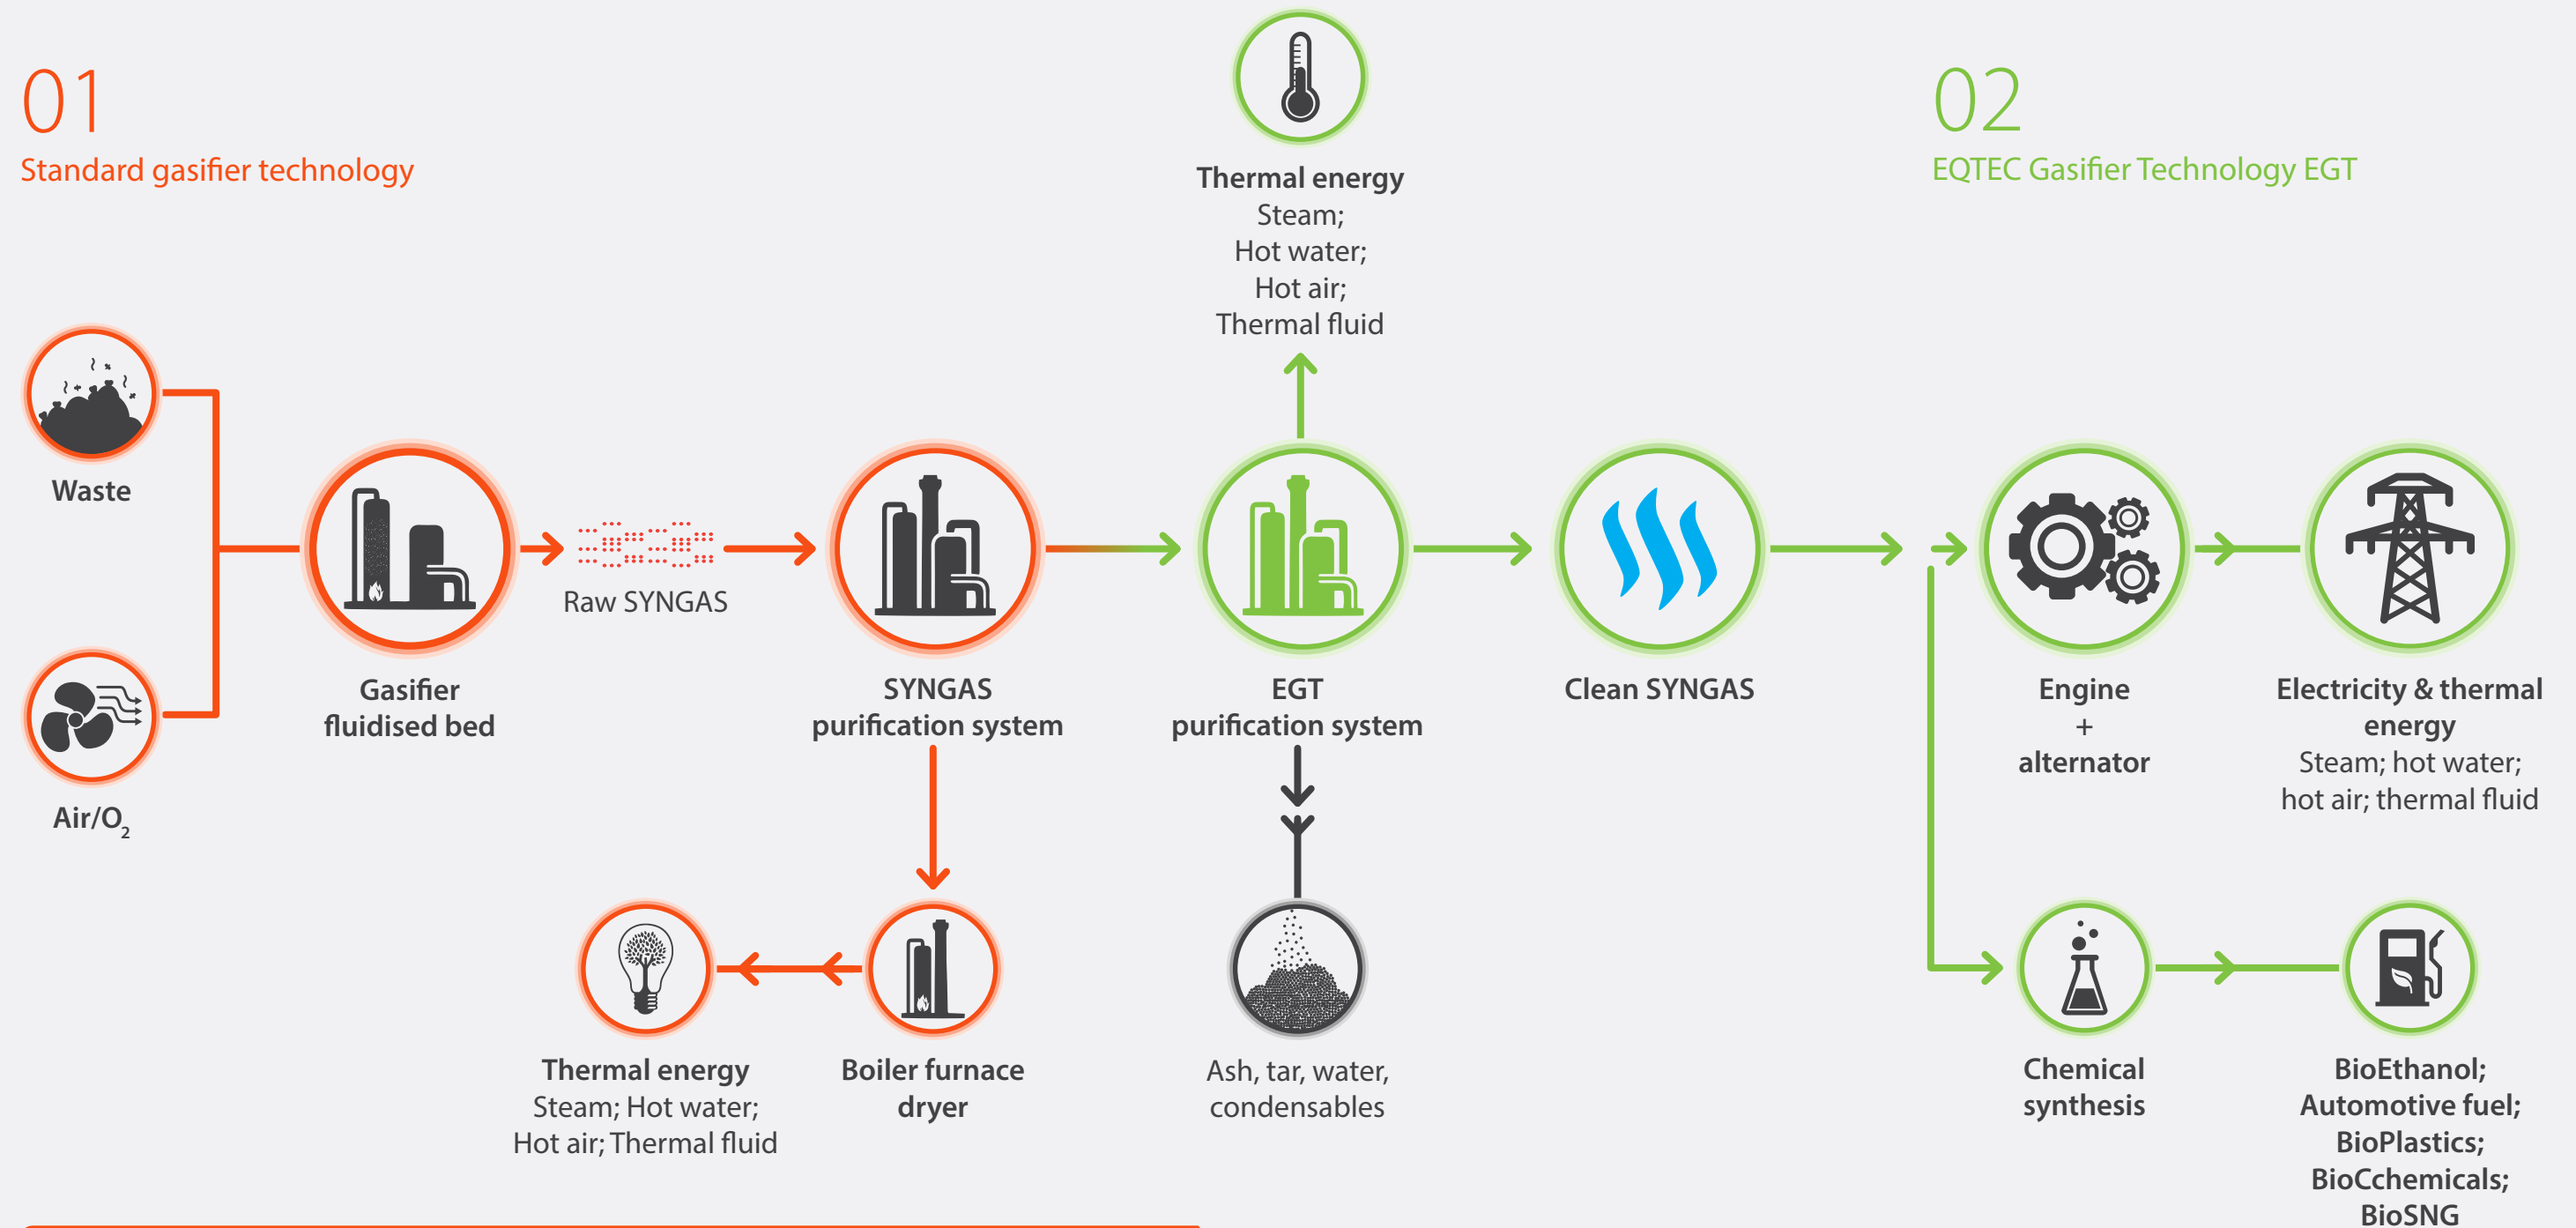 01
Standard gasifier technology
02
EQTEC Gasifier Technology EGT
Thermal energy
Steam;
Hot water;
Hot air;
Thermal fluid
Waste
Air/O₂
Gasifier
fluidised bed
Raw SYNGAS
SYNGAS
purification system
EGT
purification system
Clean SYNGAS
Engine
+
alternator
Electricity & thermal
energy
Steam; hot water;
hot air; thermal fluid
Thermal energy
Steam; Hot water;
Hot air; Thermal fluid
Boiler furnace
dryer
Ash, tar, water,
condensables
Chemical
synthesis
BioEthanol;
Automotive fuel;
BioPlastics;
BioCchemicals;
BioSNG